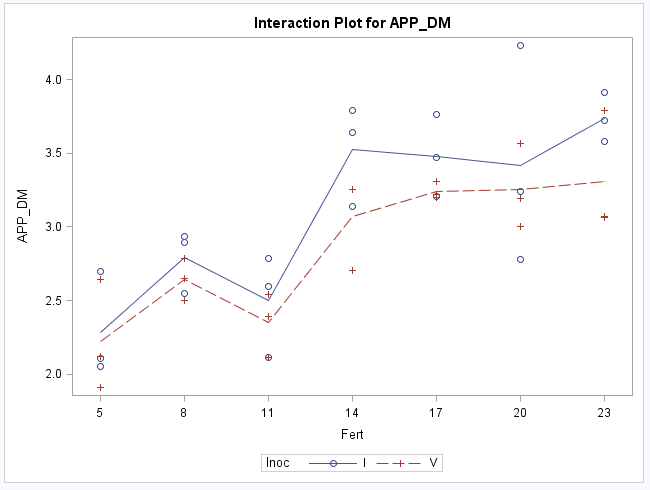 Interaction Plot for APP_DM
4.0
3.5
3.0
2.5
2.0
APP_DM
5 8 11 14 17 20 23
Fert
Inoc I V